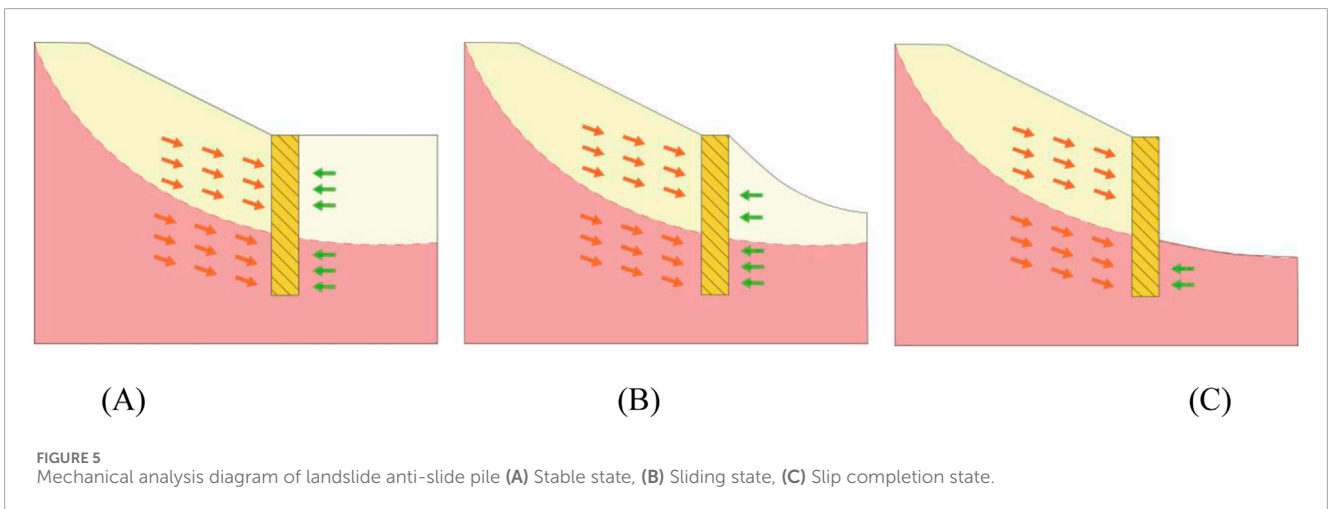 (A)
(B)
(C)
FIGURE 5
Mechanical analysis diagram of landslide anti-slide pile (A) Stable state, (B) Sliding state, (C) Slip completion state.